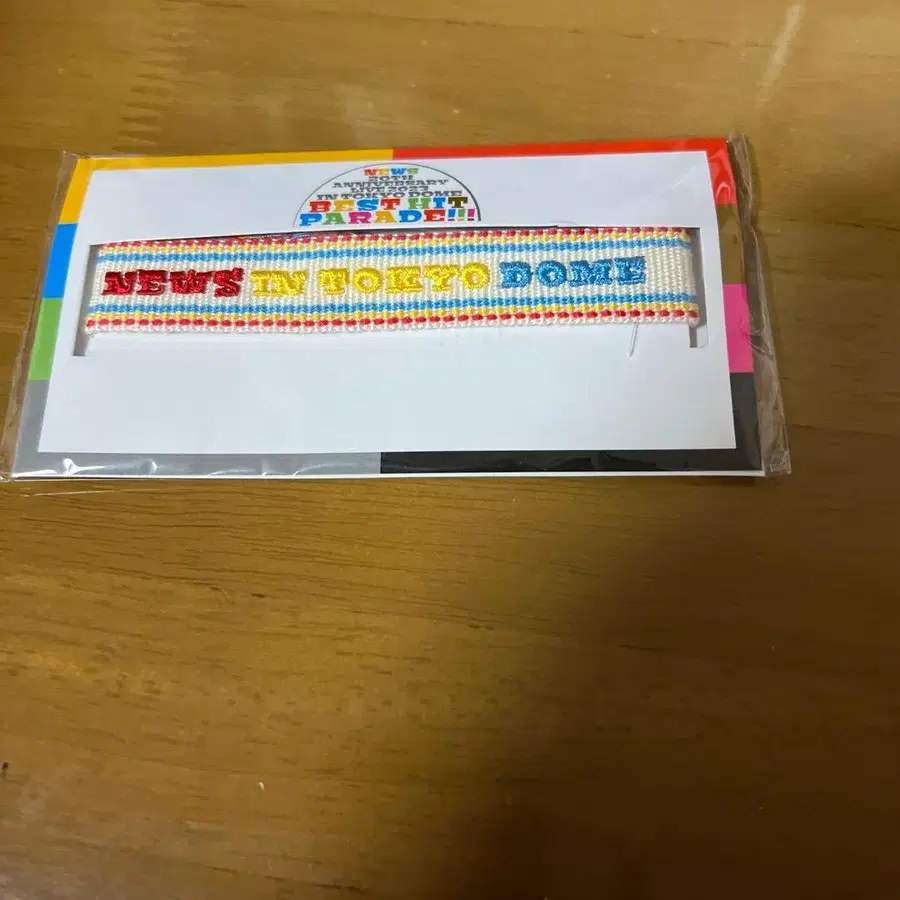 NEWS
20TH
ANNIVERSARY
LIVE 2023
IN TOKYO DOME
BEST HIT
PARADE!!!
NEWS IN TOKYO DOME